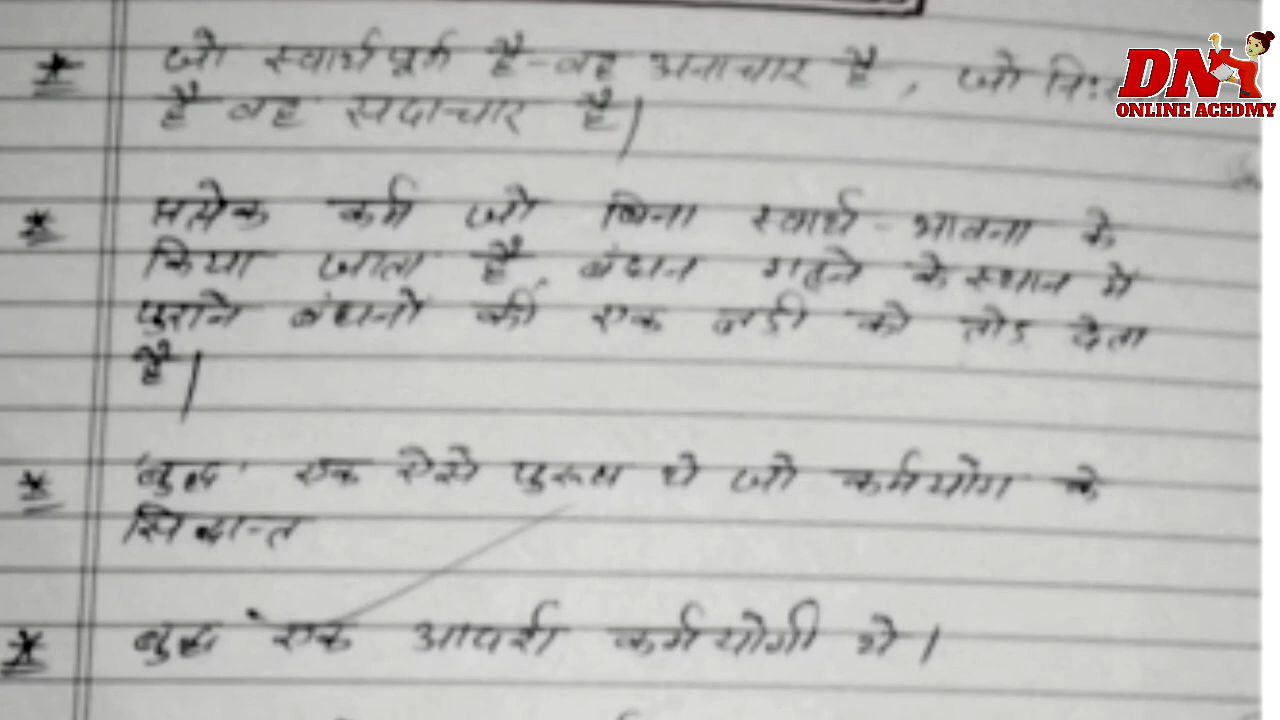 * जो स्वार्थपूर्ण है वह अनाचार है, जो
है वह सदाचार है।
* प्रत्येक कर्म जो बिना स्वार्थ-भावना के
किया जाता है, बंधन गढ़ने के स्थान में
पुराने बंधनों की एक कड़ी को तोड़ देता
है।
* 'बुद्ध' एक ऐसे पुरूष थे जो कर्मयोग के
सिद्धान्त
* बुद्ध एक आदर्श कर्मयोगी थे।
DN
ONLINE ACEDMY